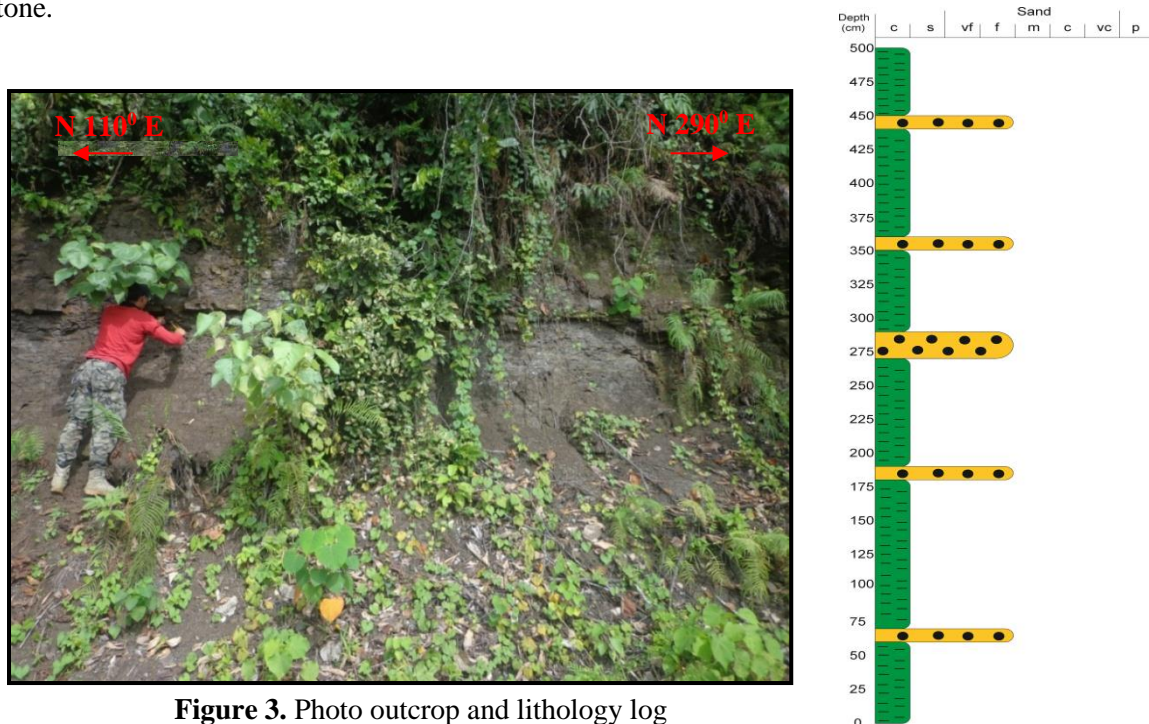 tone.
N 110⁰ E
N 290⁰ E
Figure 3. Photo outcrop and lithology log
Depth
(cm)
Sand
c s vf f m c vc p
500
475
450
425
400
375
350
325
300
275
250
225
200
175
150
125
100
75
50
25
0